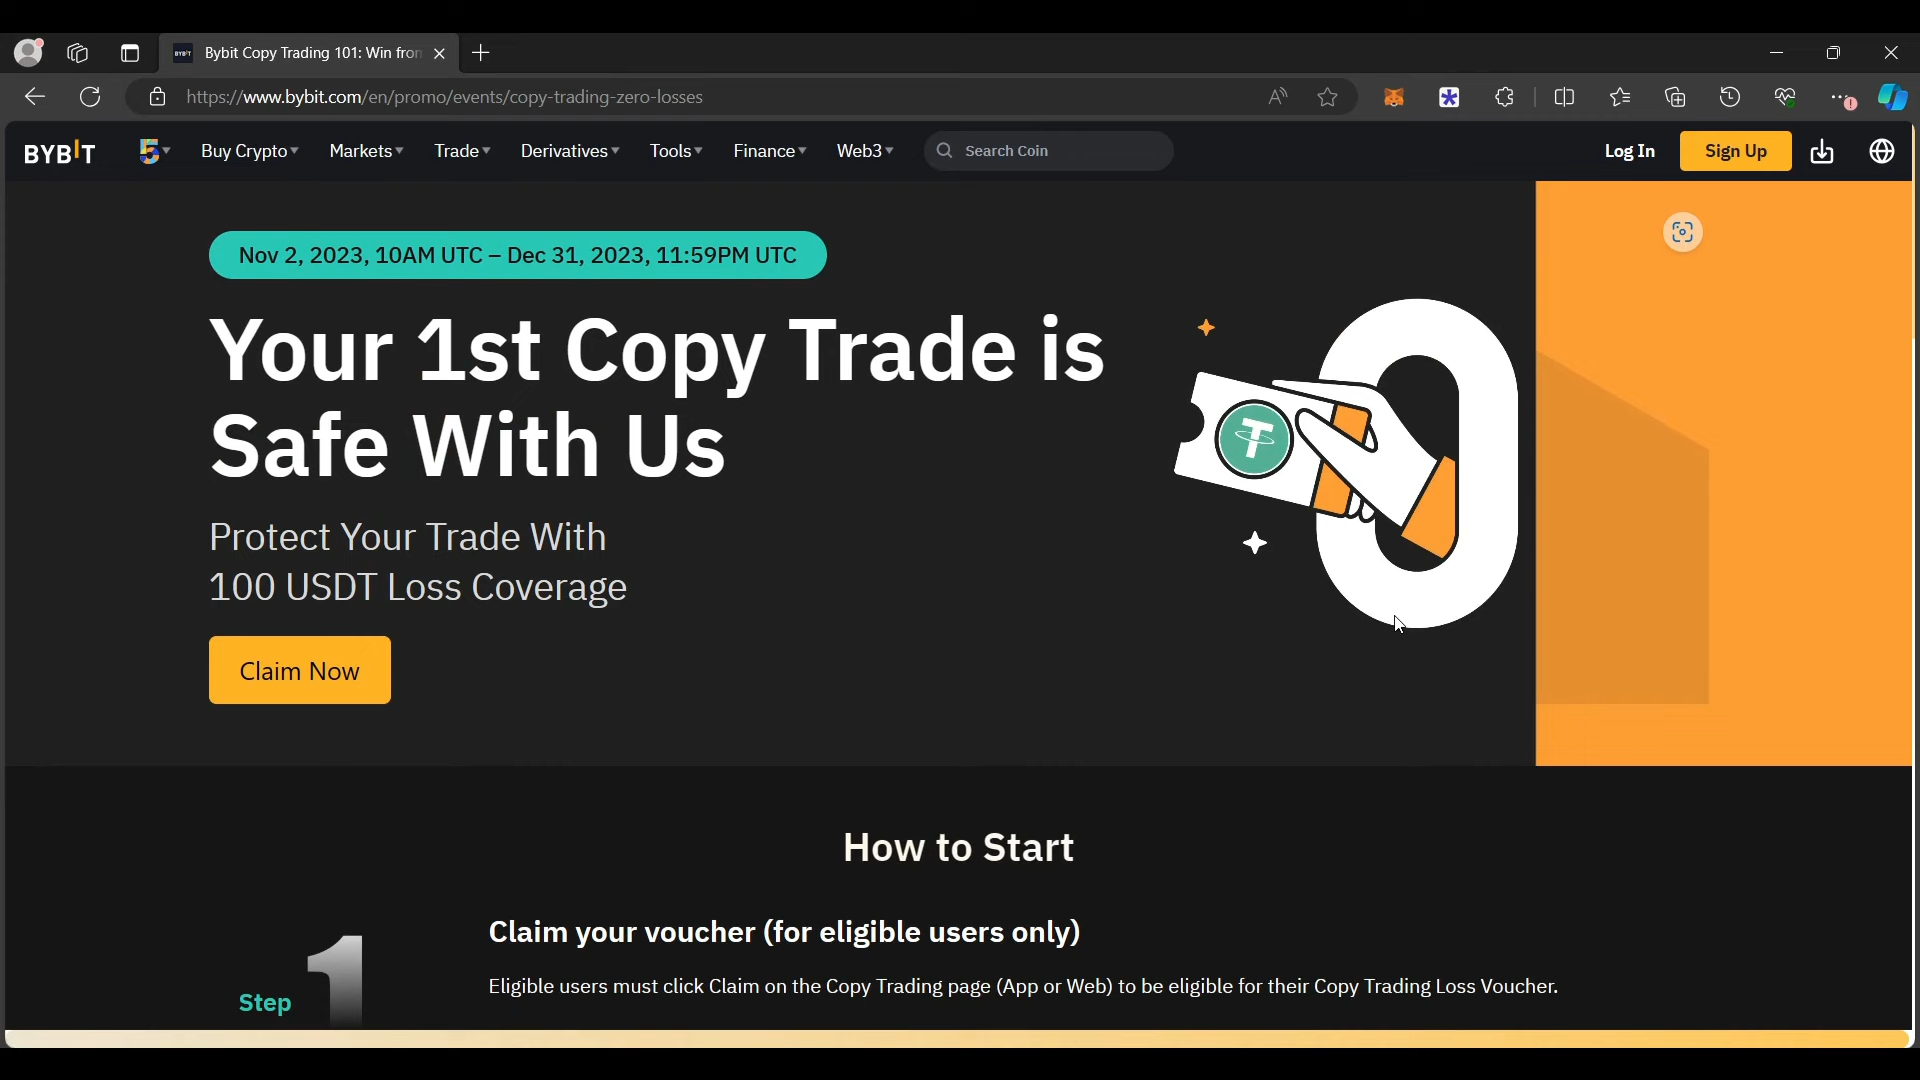 Bybit Copy Trading 101: Win from
https://www.bybit.com/en/promo/events/copy-trading-zero-losses
BYBIT
5
Buy Crypto
Markets
Trade
Derivatives
Tools
Finance
Web3
Search Coin
Log In
Sign Up
Nov 2, 2023, 10AM UTC – Dec 31, 2023, 11:59PM UTC
Your 1st Copy Trade is
Safe With Us
Protect Your Trade With
100 USDT Loss Coverage
Claim Now
How to Start
Step 1
Claim your voucher (for eligible users only)
Eligible users must click Claim on the Copy Trading page (App or Web) to be eligible for their Copy Trading Loss Voucher.